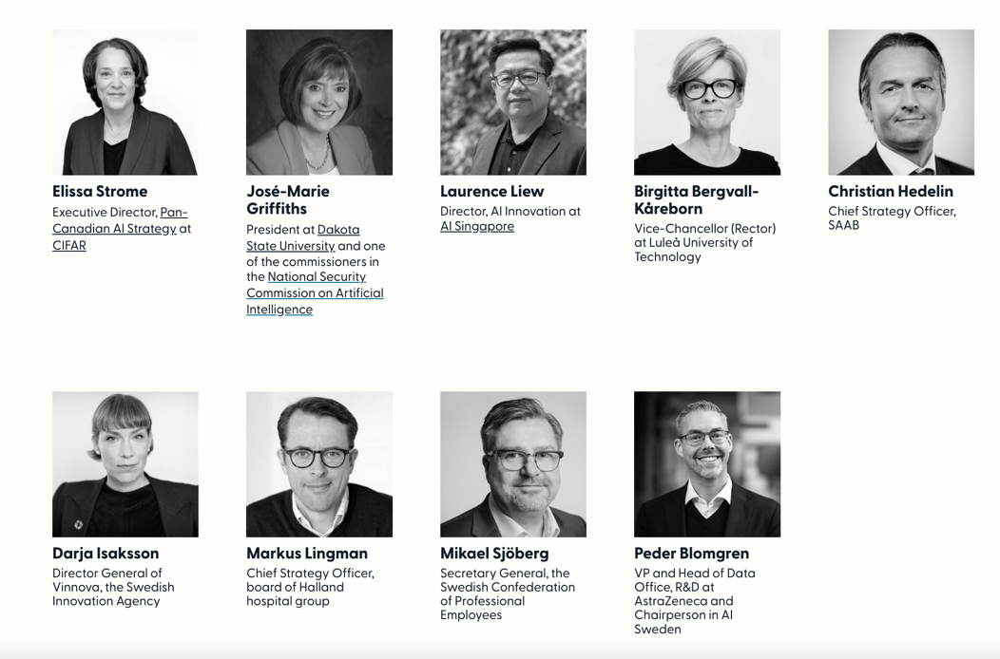 Elissa Strome
Executive Director, Pan-
Canadian AI Strategy at
CIFAR
José-Marie
Griffiths
President at Dakota
State University and one
of the commissioners in
the National Security
Commission on Artificial
Intelligence
Laurence Liew
Director, AI Innovation at
AI Singapore
Birgitta Bergvall-
Kåreborn
Vice-Chancellor (Rector)
at Luleå University of
Technology
Christian Hedelin
Chief Strategy Officer,
SAAB
Darja Isaksson
Director General of
Vinnova, the Swedish
Innovation Agency
Markus Lingman
Chief Strategy Officer,
board of Halland
hospital group
Mikael Sjöberg
Secretary General, the
Swedish Confederation
of Professional
Employees
Peder Blomgren
VP and Head of Data
Office, R&D at
AstraZeneca and
Chairperson in AI
Sweden